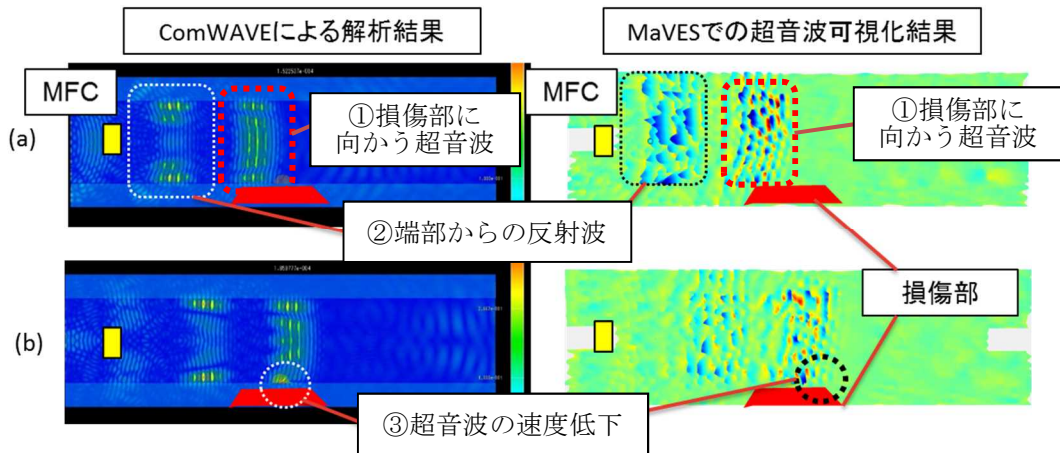 ComWAVEによる解析結果
MaVESでの超音波可視化結果
MFC
MFC
(a)
①損傷部に
向かう超音波
①損傷部に
向かう超音波
②端部からの反射波
損傷部
(b)
③超音波の速度低下